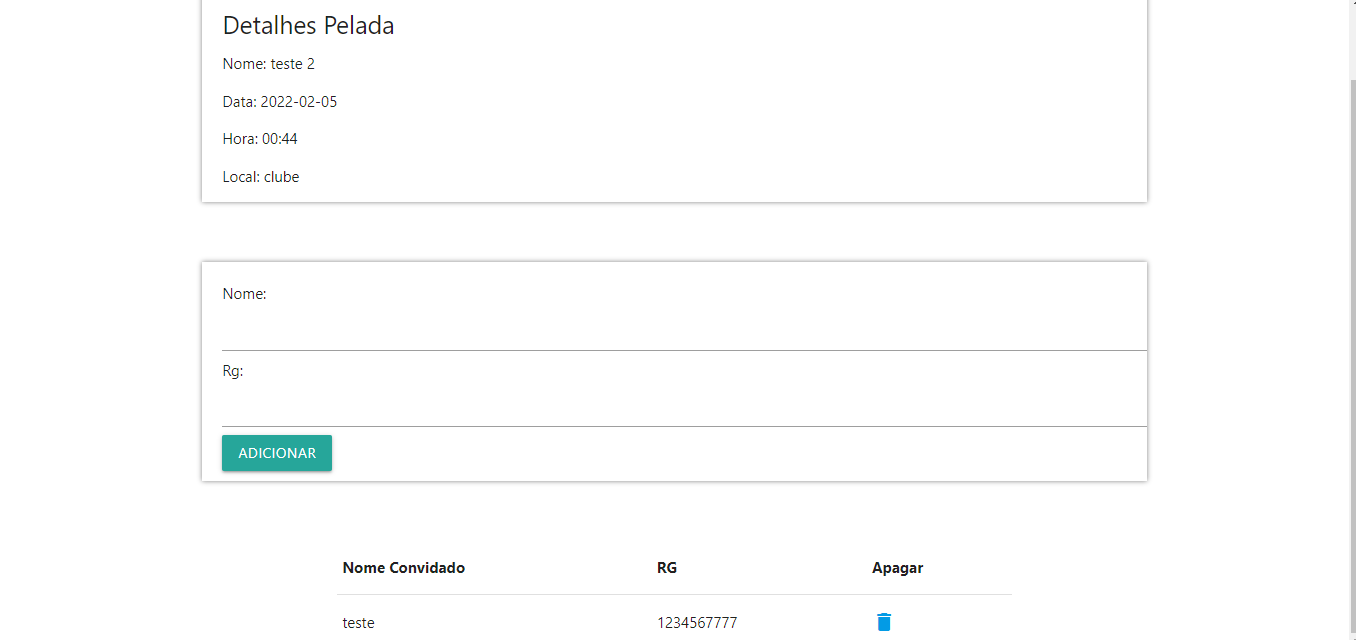 Detalhes Pelada
Nome: teste 2
Data: 2022-02-05
Hora: 00:44
Local: clube
Nome:
Rg:
ADICIONAR
Nome Convidado RG Apagar
teste 1234567777